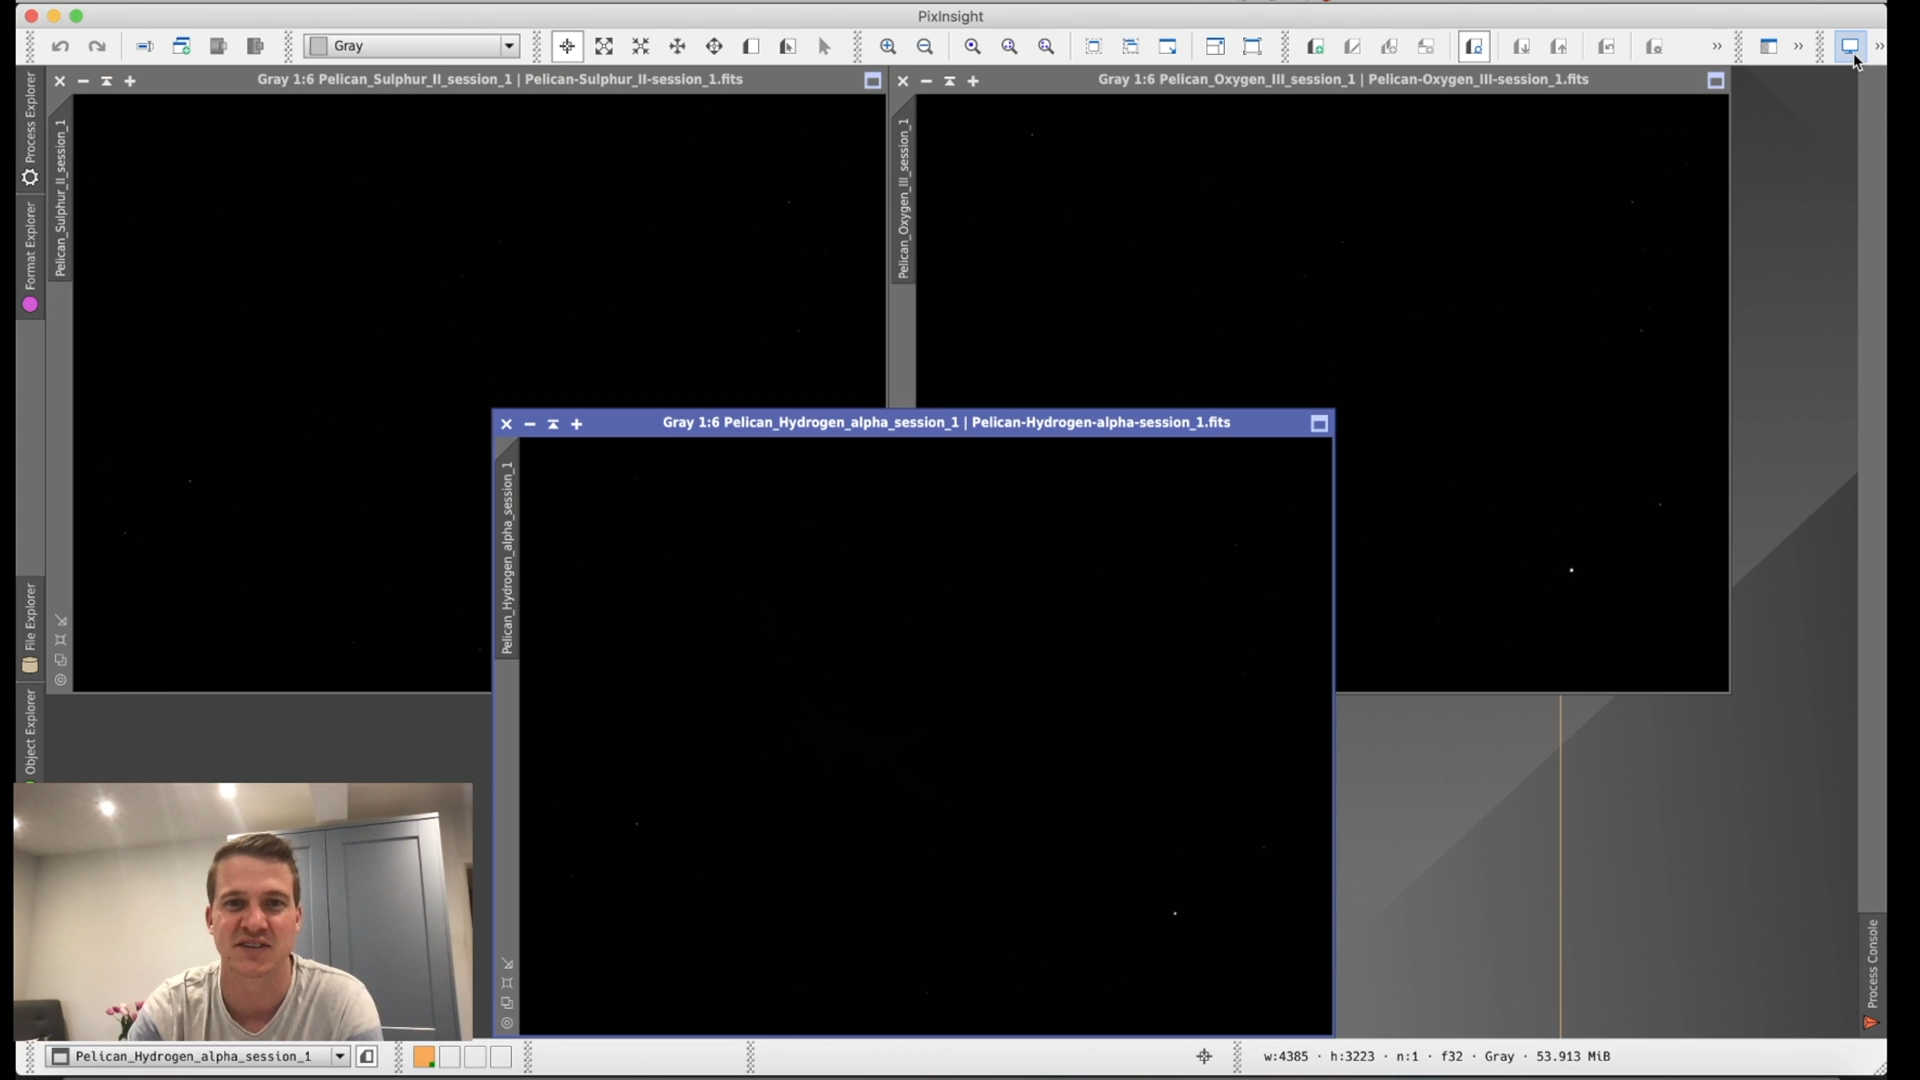 PixInsight
Gray
Gray 1:6 Pelican_Sulphur_II_session_1 | Pelican-Sulphur_II-session_1.fits
Gray 1:6 Pelican_Oxygen_III_session_1 | Pelican-Oxygen_III-session_1.fits
Process Explorer
Format Explorer
File Explorer
Object Explorer
Pelican_Sulphur_II_session_1
Pelican_Oxygen_III_session_1
Gray 1:6 Pelican_Hydrogen_alpha_session_1 | Pelican-Hydrogen-alpha-session_1.fits
Pelican_Hydrogen_alpha_session_1
Process Console
Pelican_Hydrogen_alpha_session_1
w:4385 · h:3223 · n:1 · f32 · Gray · 53.913 MiB